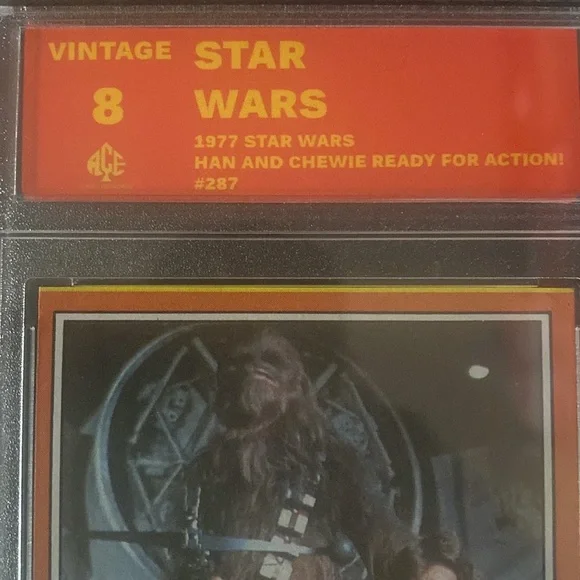 VINTAGE
8
ACE
STAR
WARS
1977 STAR WARS
HAN AND CHEWIE READY FOR ACTION!
#287